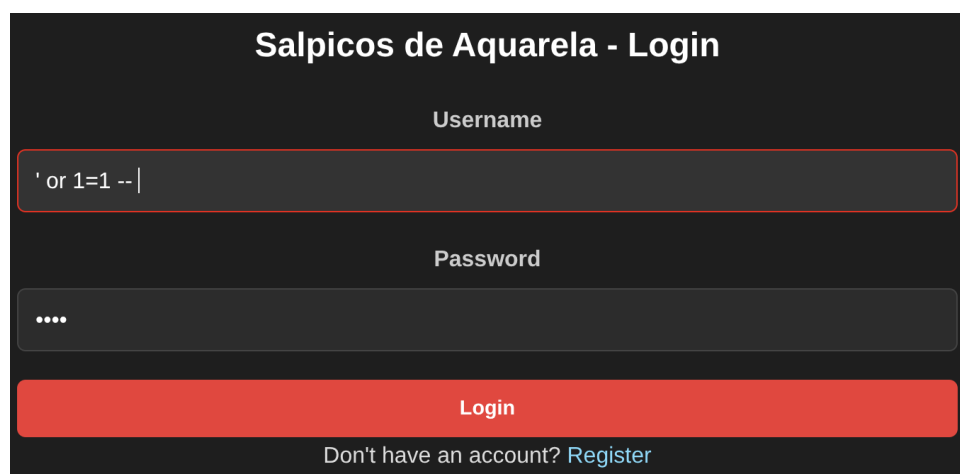 Salpicos de Aquarela - Login
Username
' or 1=1 --
Password
••••
Login
Don't have an account? Register